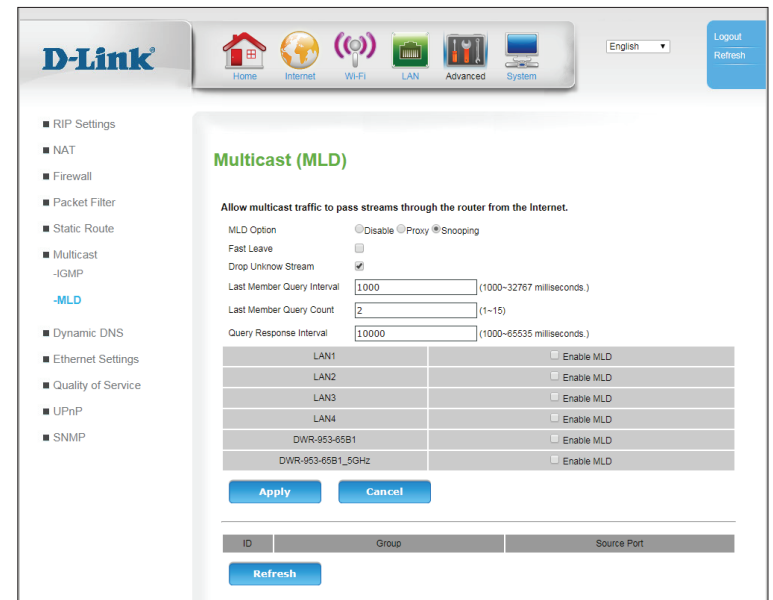 D-Link
Home Internet Wi-Fi LAN Advanced System
English
Logout
Refresh
RIP Settings
NAT
Firewall
Packet Filter
Static Route
Multicast
-IGMP
-MLD
Dynamic DNS
Ethernet Settings
Quality of Service
UPnP
SNMP
Multicast (MLD)
Allow multicast traffic to pass streams through the router from the Internet.
MLD Option Disable Proxy Snooping
Fast Leave
Drop Unknow Stream
Last Member Query Interval 1000 (1000~32767 milliseconds.)
Last Member Query Count 2 (1~15)
Query Response Interval 10000 (1000~65535 milliseconds.)
LAN1 Enable MLD
LAN2 Enable MLD
LAN3 Enable MLD
LAN4 Enable MLD
DWR-953-65B1 Enable MLD
DWR-953-65B1_5GHz Enable MLD
Apply Cancel
ID Group Source Port
Refresh